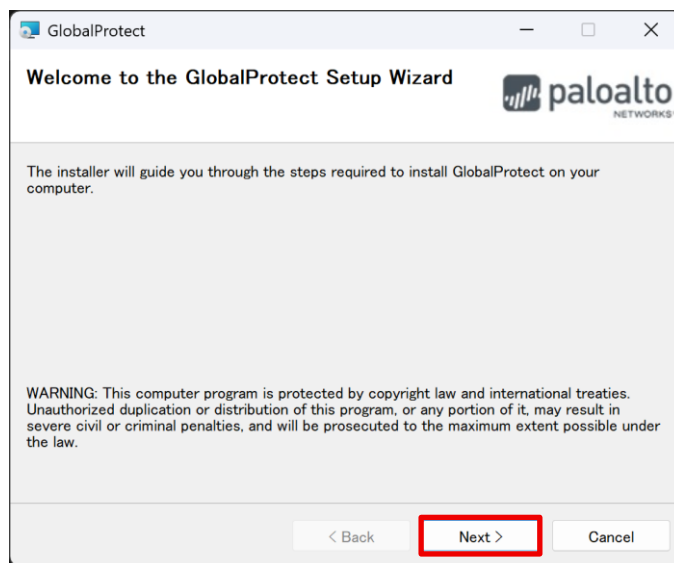 GlobalProtect
Welcome to the GlobalProtect Setup Wizard
paloalto
NETWORKS
The installer will guide you through the steps required to install GlobalProtect on your
computer.
WARNING: This computer program is protected by copyright law and international treaties.
Unauthorized duplication or distribution of this program, or any portion of it, may result in
severe civil or criminal penalties, and will be prosecuted to the maximum extent possible under
the law.
< Back
Next >
Cancel